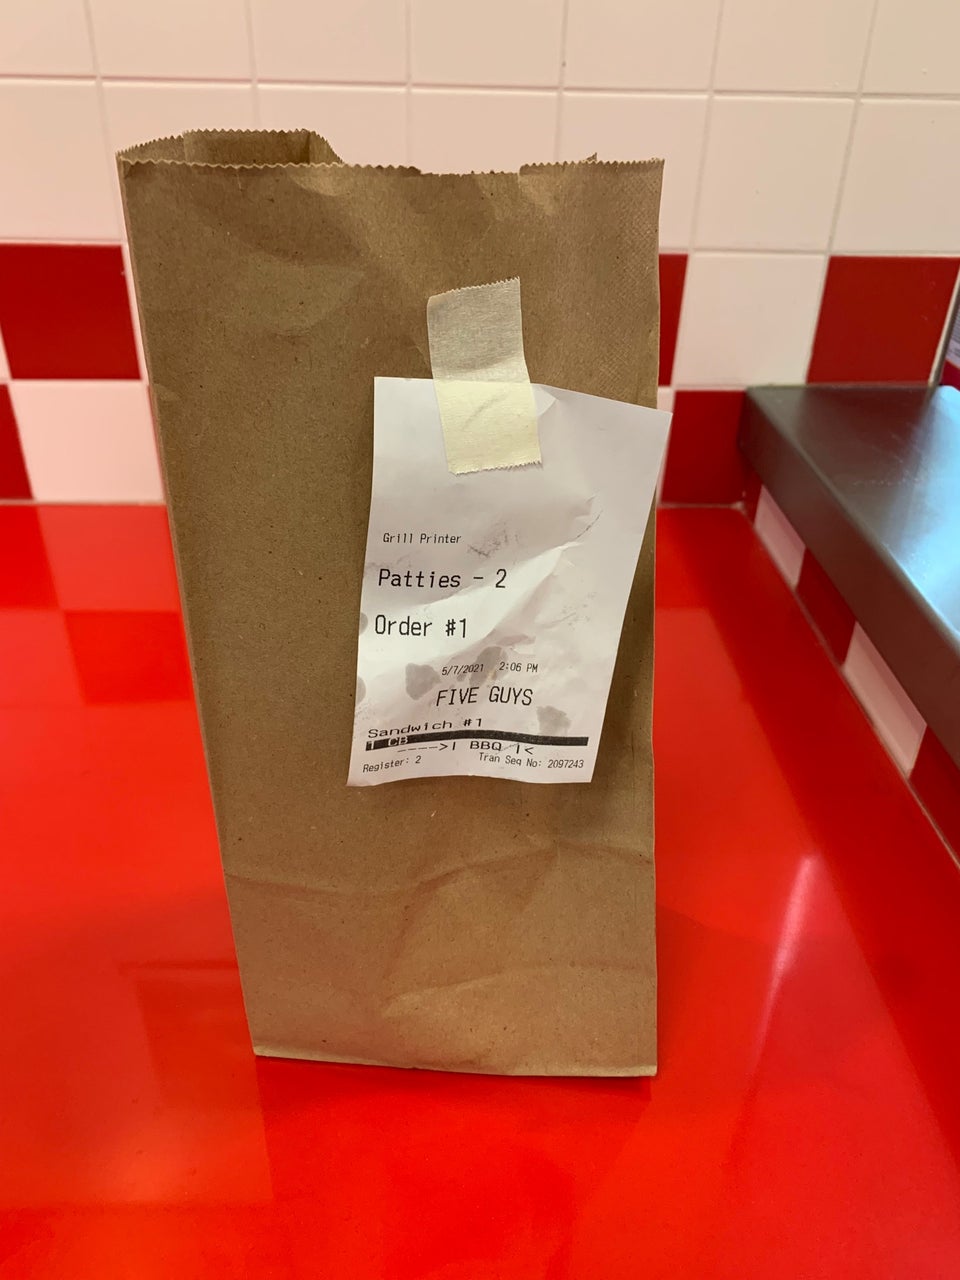 Grill Printer
Patties - 2
Order #1
5/7/2021 2:06 PM
FIVE GUYS
Sandwich #1
1 CB
---->| BBQ |<
Register: 2 Tran Seq No: 2097243